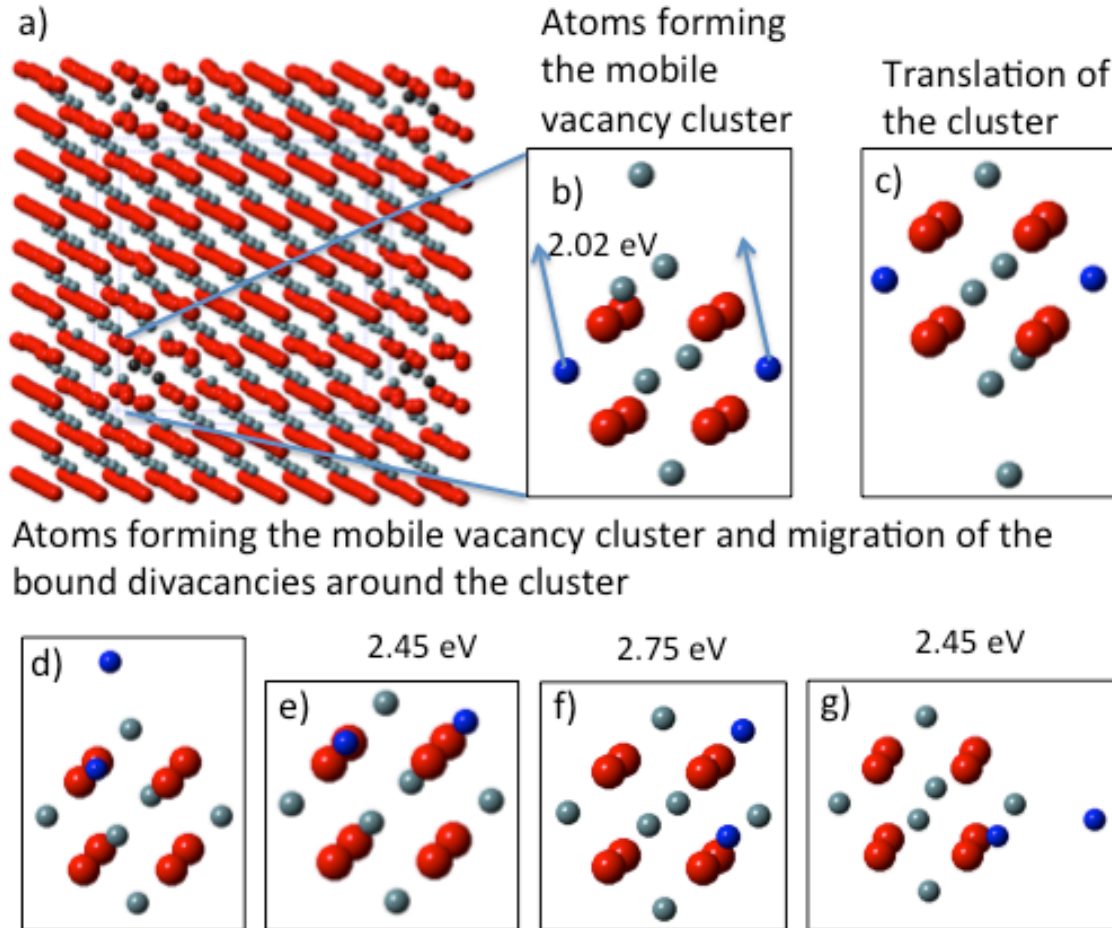 a)
Atoms forming
the mobile
vacancy cluster
Translation of
the cluster
b)
2.02 eV
c)
Atoms forming the mobile vacancy cluster and migration of the
bound divacancies around the cluster
d)
2.45 eV
e)
2.75 eV
f)
2.45 eV
g)